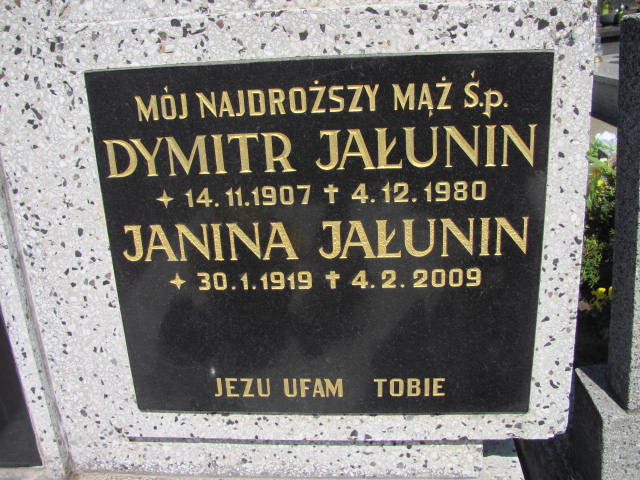 MÓJ NAJDROŻSZY MĄŻ Ś.p.
DYMITR JAŁUNIN
✦ 14.11.1907 ✝ 4.12.1980
JANINA JAŁUNIN
✦ 30.1.1919 ✝ 4.2.2009
JEZU UFAM TOBIE